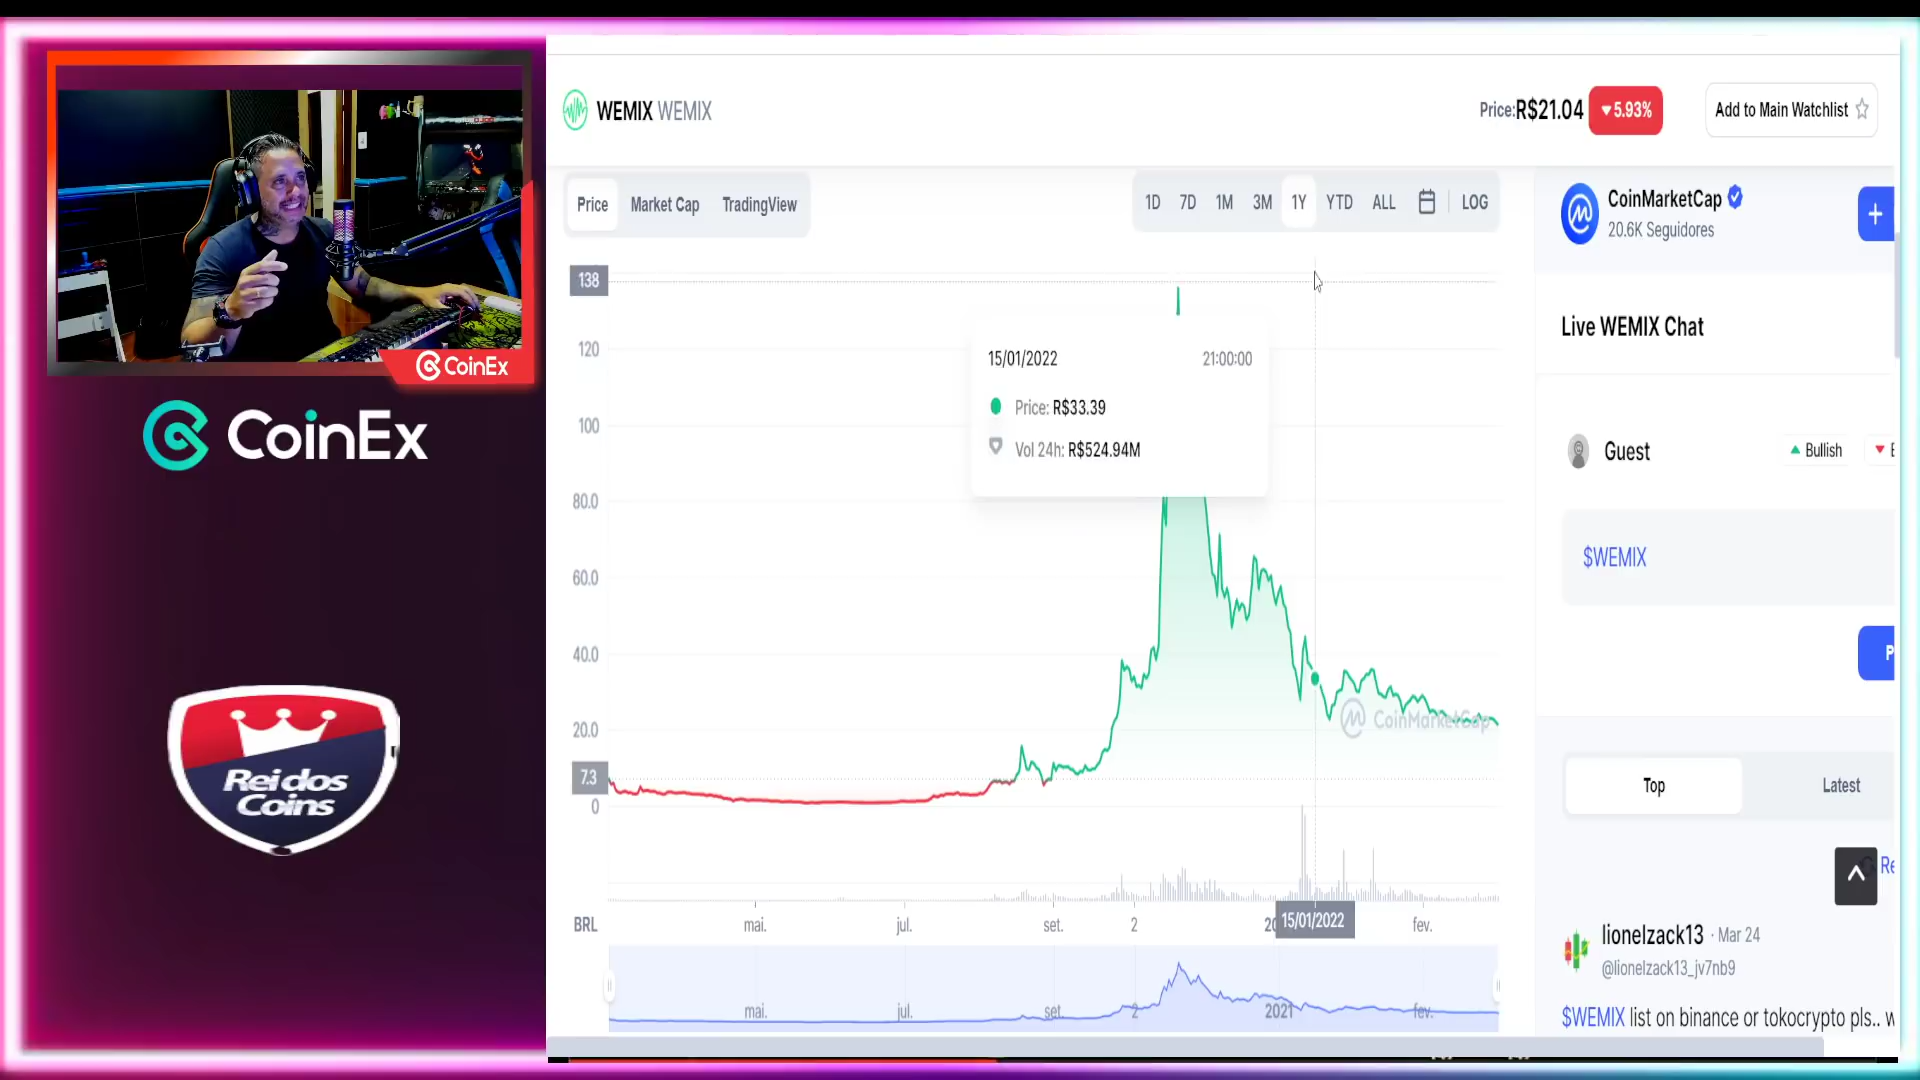 CoinEx
CoinEx
Rei dos
Coins
WEMIX WEMIX
Price:R$21.04 ▼5.93%
Add to Main Watchlist
Price Market Cap TradingView
1D 7D 1M 3M 1Y YTD ALL LOG
138
120
100
80.0
60.0
40.0
20.0
7.3
0
15/01/2022 21:00:00
Price: R$33.39
Vol 24h: R$524.94M
CoinMarketCap
BRL mai. jul. set. 2 20 15/01/2022 fev.
mai. jul. set. 2 2021 fev.
CoinMarketCap
20.6K Seguidores
+
Live WEMIX Chat
Guest
Bullish
$WEMIX
P
Top Latest
Re
lionelzack13 · Mar 24
@lionelzack13_jv7nb9
$WEMIX list on binance or tokocrypto pls.. w